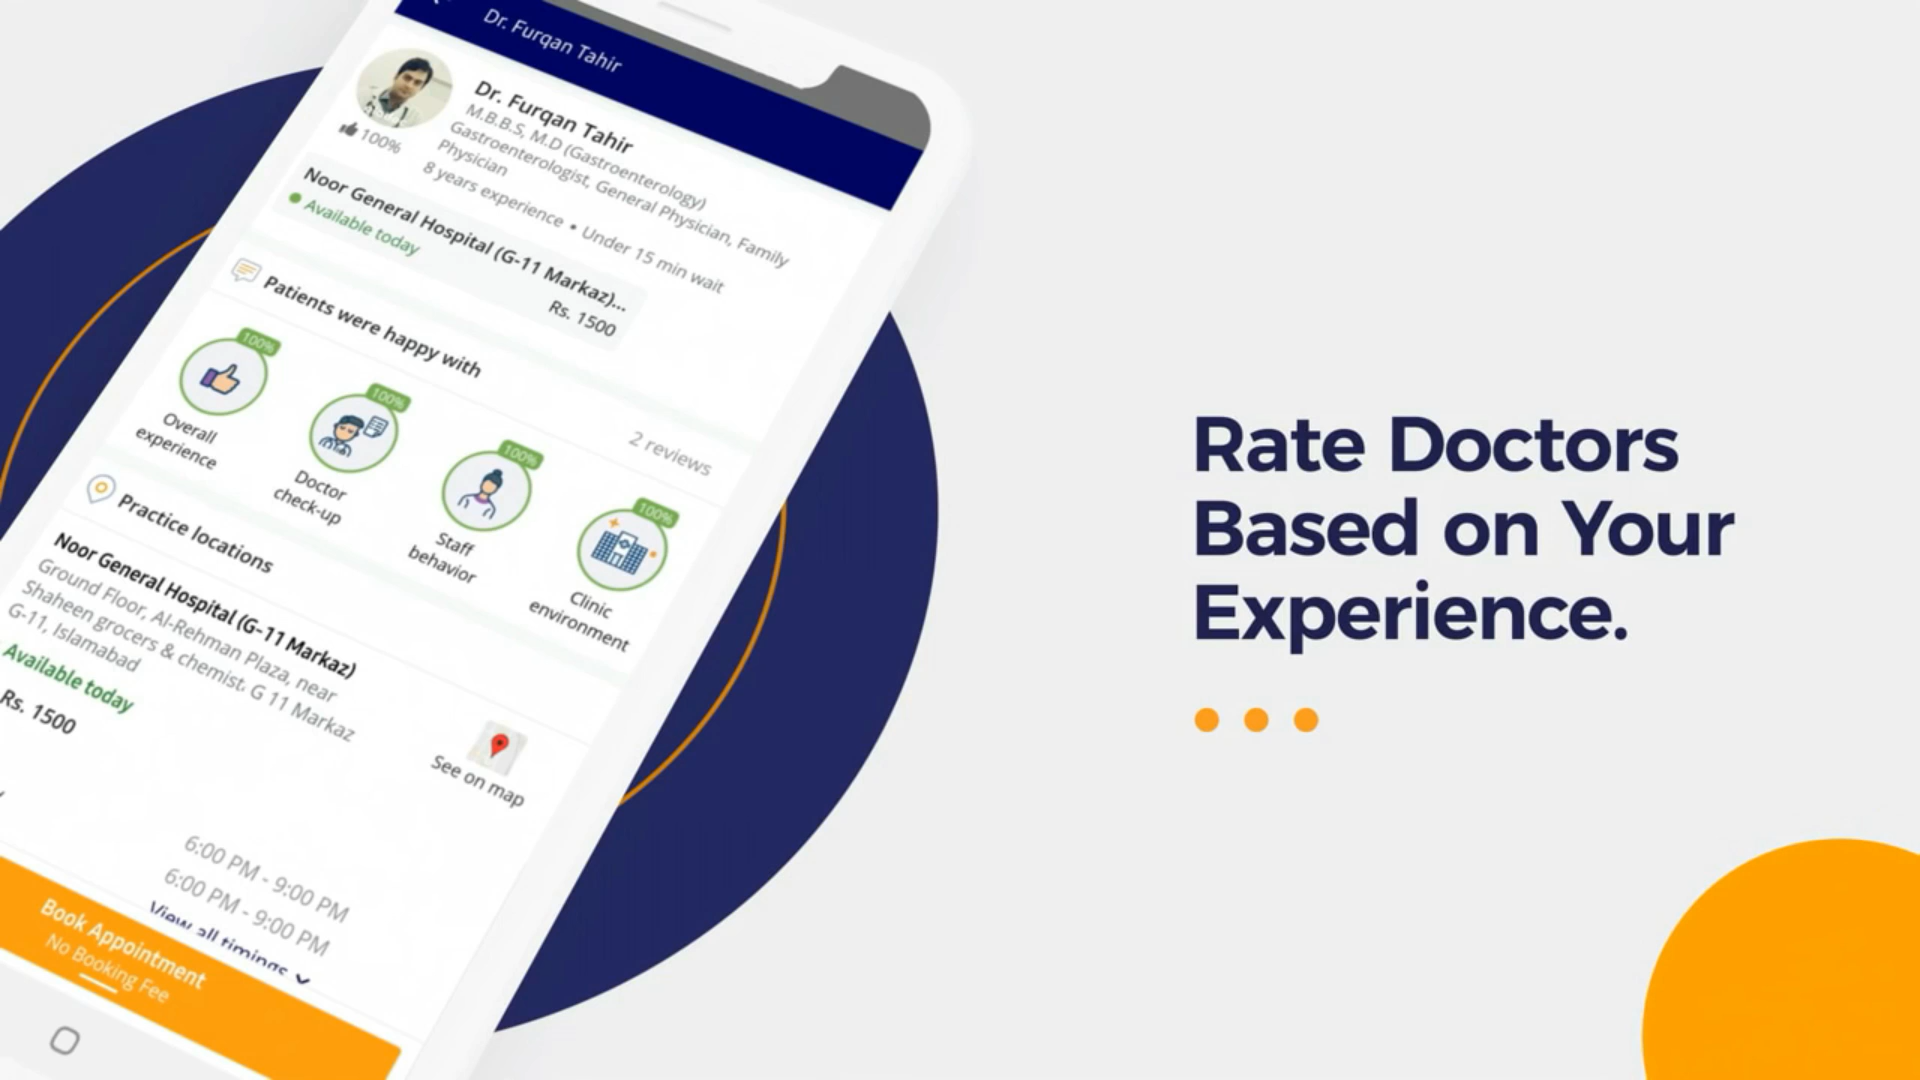 Dr. Furqan Tahir
Dr. Furqan Tahir
M.B.B.S, M.D (Gastroenterology)
Gastroenterologist, General Physician, Family
Physician
8 years experience • Under 15 min wait
100%
Noor General Hospital (G-11 Markaz)...
Available today
Rs. 1500
Patients were happy with
2 reviews
100%
Overall
experience
100%
Doctor
check-up
100%
Staff
behavior
100%
Clinic
environment
Practice locations
Noor General Hospital (G-11 Markaz)
Ground Floor, Al-Rehman Plaza, near
Shaheen grocers & chemist, G 11 Markaz
G-11, Islamabad
Available today
Rs. 1500
See on map
6:00 PM - 9:00 PM
6:00 PM - 9:00 PM
View all timings
Book Appointment
No Booking Fee
Rate Doctors
Based on Your
Experience.